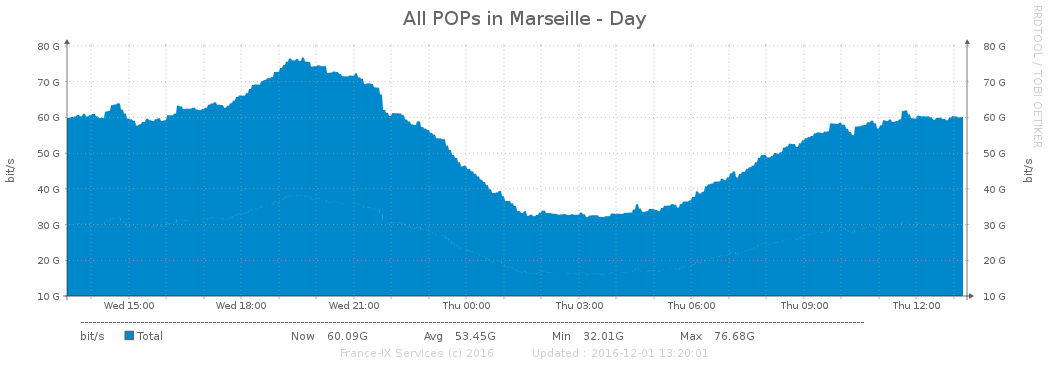 All POPs in Marseille - Day
RRDTOOL / TOBI OETIKER
bit/s
80 G 80 G
70 G 70 G
60 G 60 G
50 G 50 G
40 G 40 G
30 G 30 G
20 G 20 G
10 G 10 G
bit/s
Wed 15:00 Wed 18:00 Wed 21:00 Thu 00:00 Thu 03:00 Thu 06:00 Thu 09:00 Thu 12:00
bit/s Total Now 60.09G Avg 53.45G Min 32.01G Max 76.68G
France-IX Services (c) 2016 Updated : 2016-12-01 13:20:01